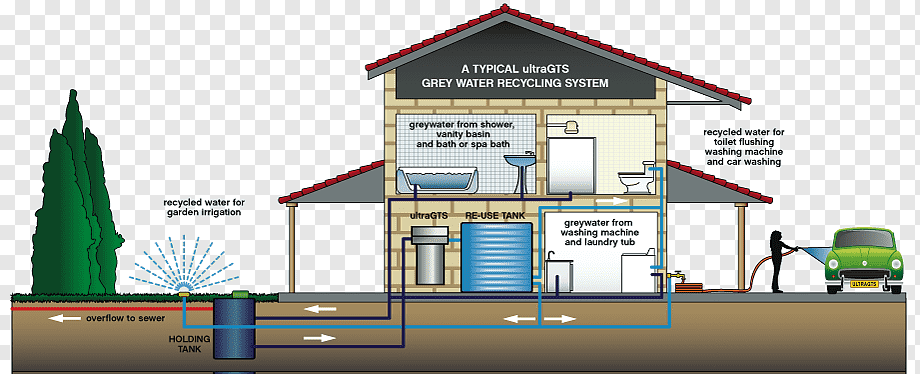 A TYPICAL ultraGTS
GREY WATER RECYCLING SYSTEM
greywater from shower,
vanity basin
and bath or spa bath
recycled water for
toilet flushing
washing machine
and car washing
recycled water for
garden irrigation
ultraGTS
RE-USE TANK
greywater from
washing machine
and laundry tub
ULTRAGTS
overflow to sewer
HOLDING
TANK